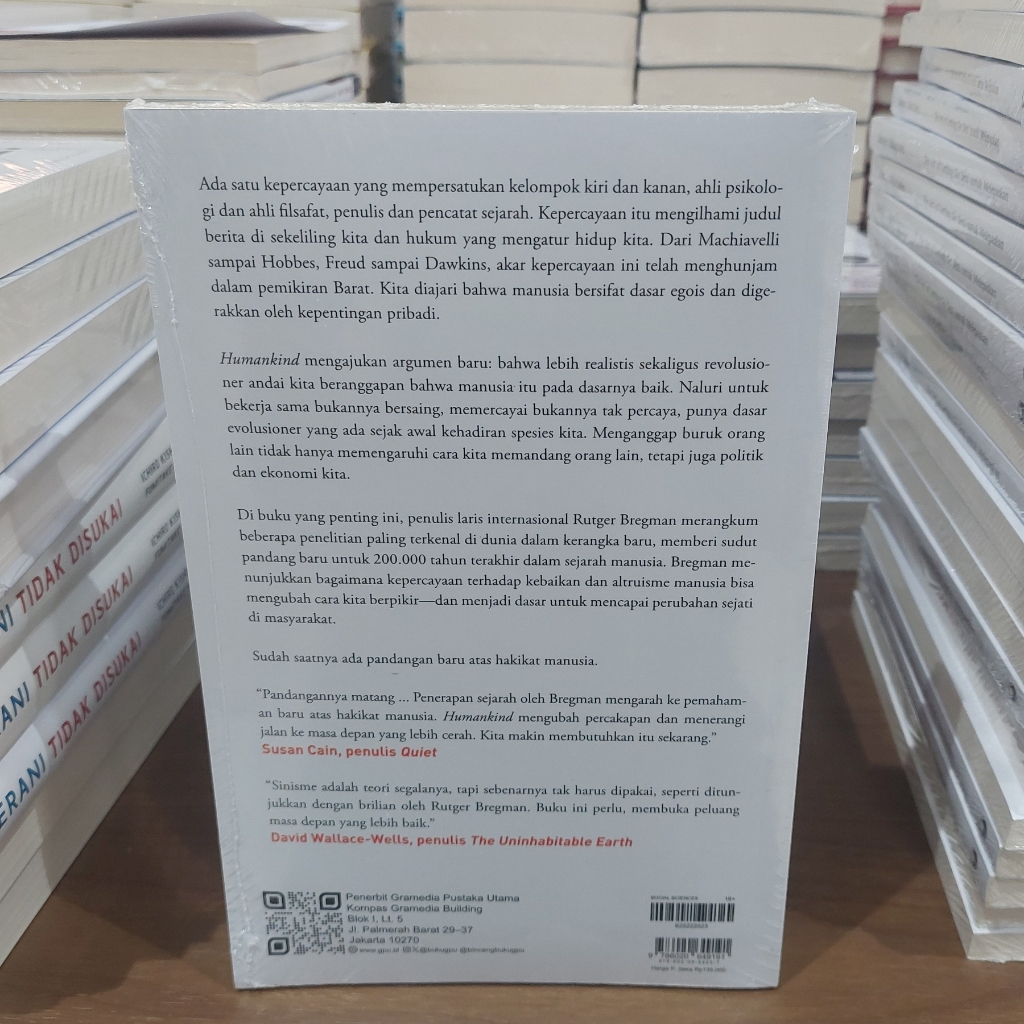 Ada satu kepercayaan yang mempersatukan kelompok kiri dan kanan, ahli psikolo-
gi dan ahli filsafat, penulis dan pencatat sejarah. Kepercayaan itu mengilhami judul
berita di sekeliling kita dan hukum yang mengatur hidup kita. Dari Machiavelli
sampai Hobbes, Freud sampai Dawkins, akar kepercayaan ini telah menghunjam
dalam pemikiran Barat. Kita diajari bahwa manusia bersifat dasar egois dan dige-
rakkan oleh kepentingan pribadi.
Humankind mengajukan argumen baru: bahwa lebih realistis sekaligus revolusio-
ner andai kita beranggapan bahwa manusia itu pada dasarnya baik. Naluri untuk
bekerja sama bukannya bersaing, memercayai bukannya tak percaya, punya dasar
evolusioner yang ada sejak awal kehadiran spesies kita. Menganggap buruk orang
lain tidak hanya memengaruhi cara kita memandang orang lain, tetapi juga politik
dan ekonomi kita.
Di buku yang penting ini, penulis laris internasional Rutger Bregman merangkum
beberapa penelitian paling terkenal di dunia dalam kerangka baru, memberi sudut
pandang baru untuk 200.000 tahun terakhir dalam sejarah manusia. Bregman me-
nunjukkan bagaimana kepercayaan terhadap kebaikan dan altruisme manusia bisa
mengubah cara kita berpikir—dan menjadi dasar untuk mencapai perubahan sejati
di masyarakat.
Sudah saatnya ada pandangan baru atas hakikat manusia.
“Pandangannya matang ... Penerapan sejarah oleh Bregman mengarah ke pemaham-
an baru atas hakikat manusia. Humankind mengubah percakapan dan menerangi
jalan ke masa depan yang lebih cerah. Kita makin membutuhkan itu sekarang.”
Susan Cain, penulis Quiet
“Sinisme adalah teori segalanya, tapi sebenarnya tak harus dipakai, seperti ditun-
jukkan dengan brilian oleh Rutger Bregman. Buku ini perlu, membuka peluang
masa depan yang lebih baik.”
David Wallace-Wells, penulis The Uninhabitable Earth
Penerbit Gramedia Pustaka Utama
Kompas Gramedia Building
Blok I, Lt. 5
Jl. Palmerah Barat 29–37
Jakarta 10270
www.gpu.id @bukugpu @bincangbukugpu
SOCIAL SCIENCES
TIDAK DISUKAI
ANI TIDAK DISUKAI
ERANI TIDAK DISUKAI